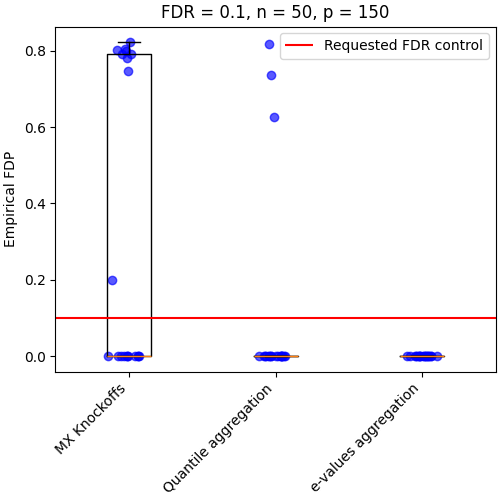 FDR = 0.1, n = 50, p = 150
Requested FDR control
Empirical FDP
0.8
0.6
0.4
0.2
0.0
MX Knockoffs
Quantile aggregation
e-values aggregation